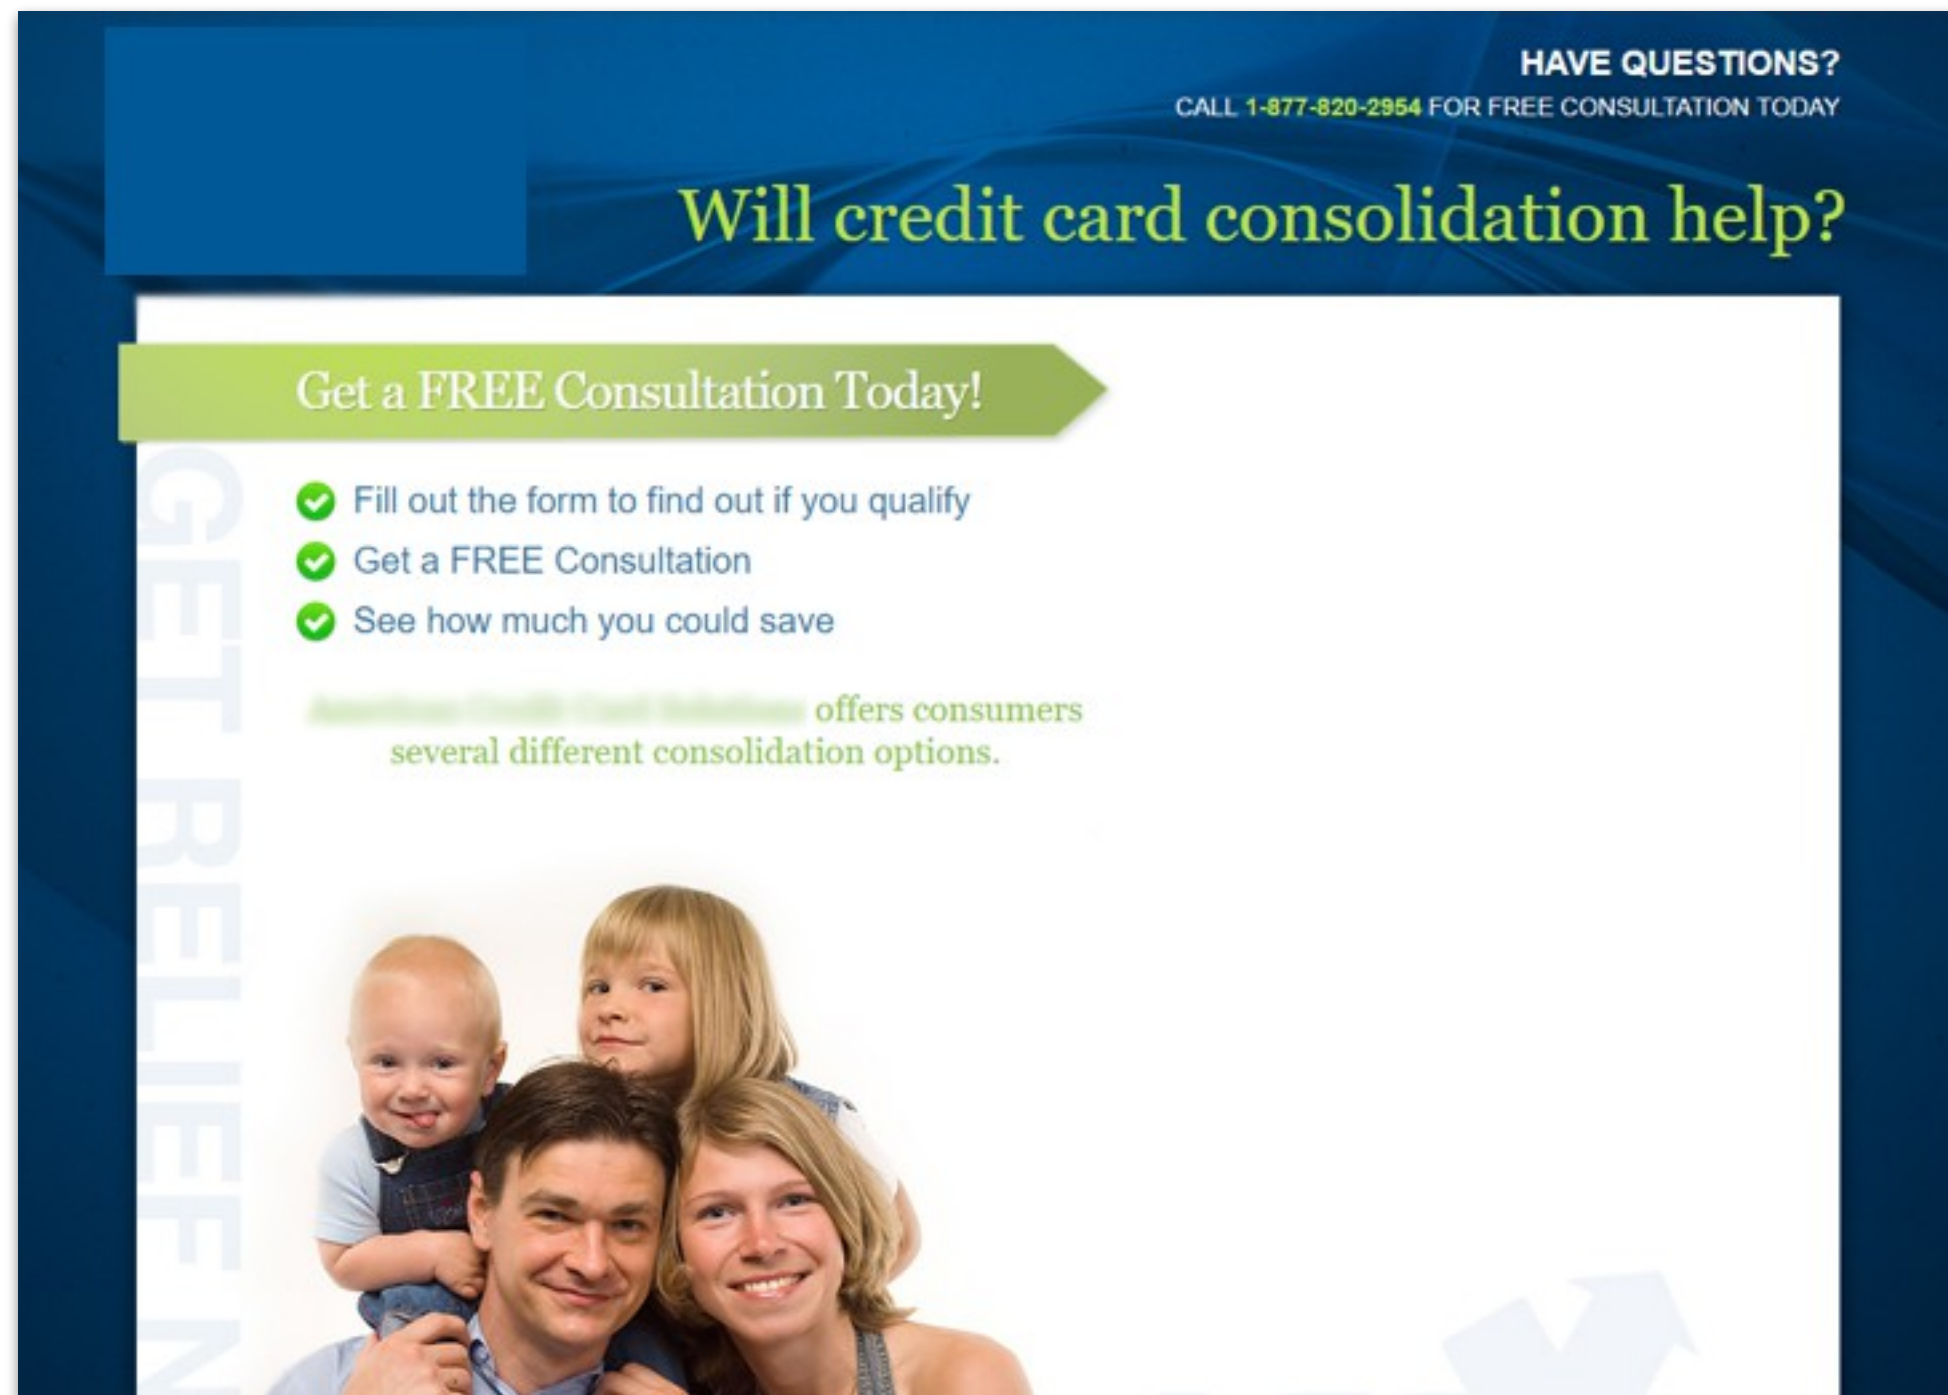 HAVE QUESTIONS?
CALL 1-877-820-2954 FOR FREE CONSULTATION TODAY
Will credit card consolidation help?
Get a FREE Consultation Today!
Fill out the form to find out if you qualify
Get a FREE Consultation
See how much you could save
offers consumers
several different consolidation options.
GET RELIEF N